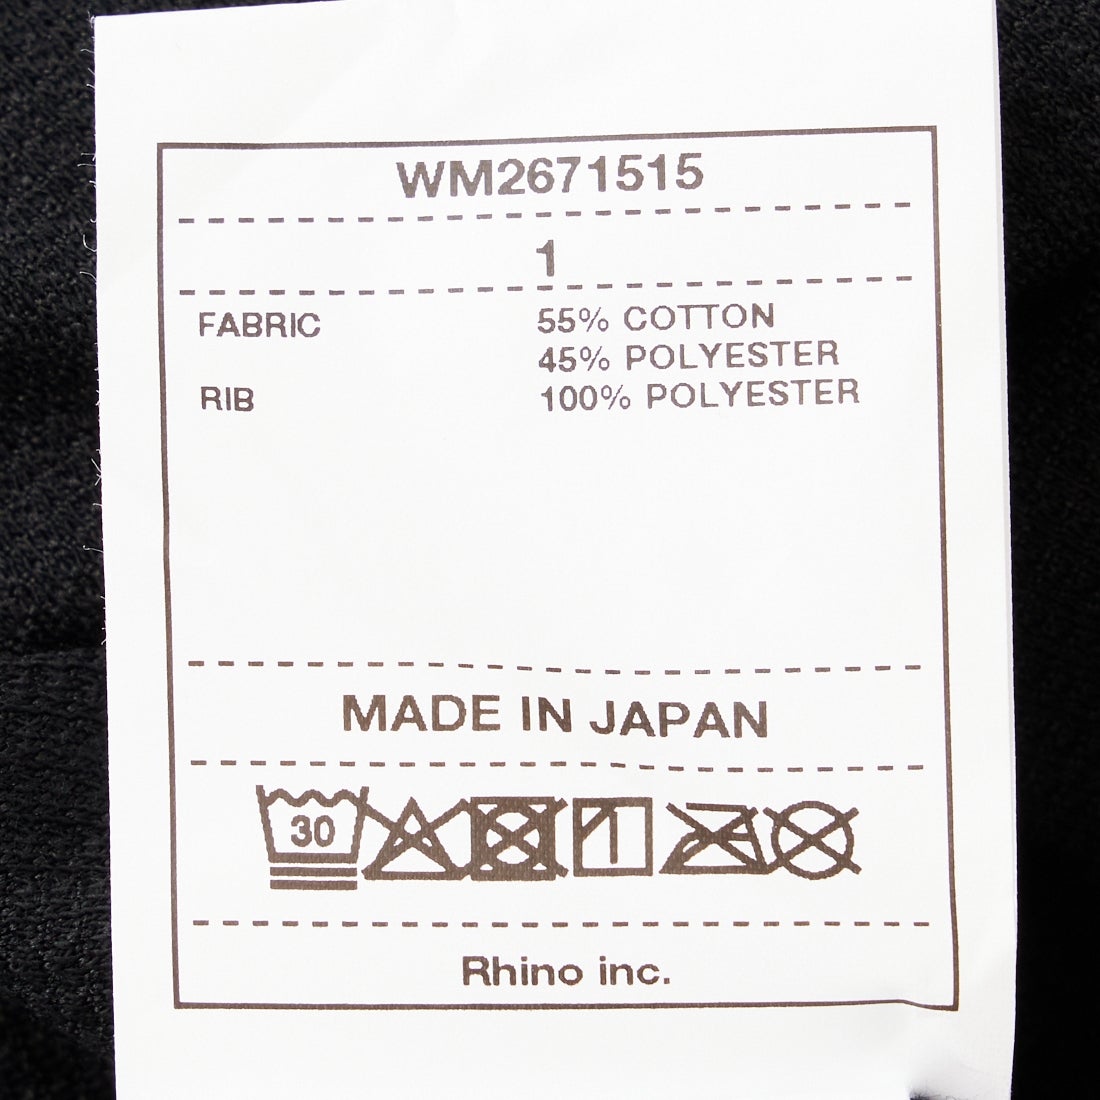 WM2671515
1
FABRIC 55% COTTON
45% POLYESTER
RIB 100% POLYESTER
MADE IN JAPAN
30
Rhino inc.